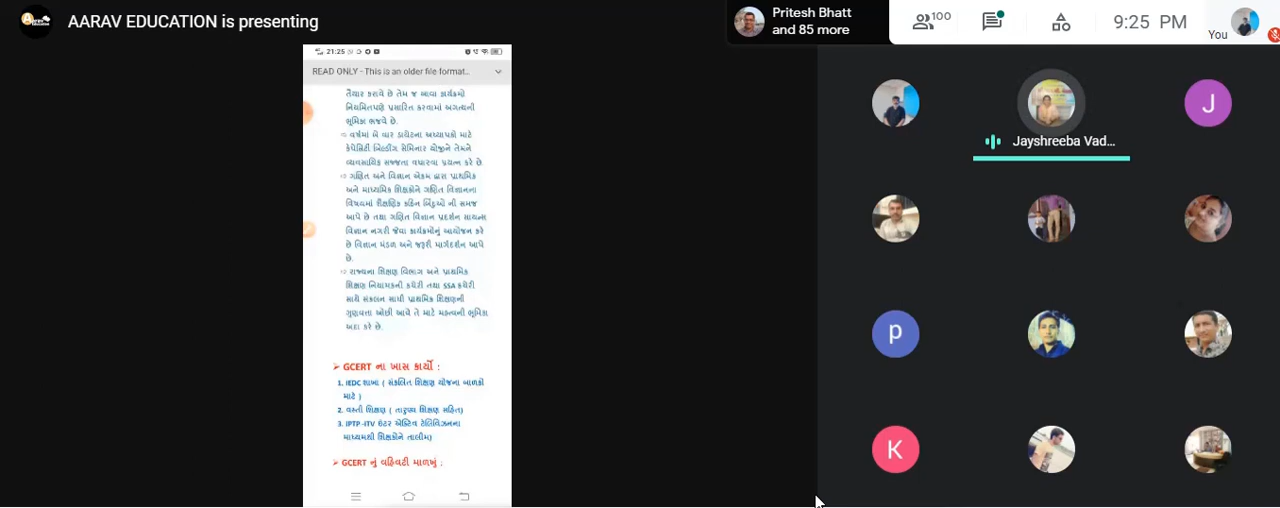 AARAV EDUCATION is presenting
Pritesh Bhatt
and 85 more
100
9:25 PM
You
21:25
READ ONLY - This is an older file format..
તૈયાર કરાવે છે તેમ જ આવા કાર્યક્રમો
નિયમિતપણે પ્રસારિત કરવામાં અગત્યની
ભૂમિકા ભજવે છે.
⇨ વર્ષમાં બે વાર ડાયેટના અધ્યાપકો માટે
કેપેસિટી બિલ્ડીંગ સેમિનાર યોજીને તેમને
વ્યવસાયિક સજ્જતા વધારવા પ્રયત્ન કરે છે
⇨ ગણિત અને વિજ્ઞાન એકમ દ્વારા પ્રાથમિક
અને માધ્યમિક શિક્ષકોને ગણિત વિજ્ઞાનના
વિષયમાં શૈક્ષણિક કઠિન બિંદુઓ ની સમજ
આપે છે તથા ગણિત વિજ્ઞાન પ્રદર્શન સાયન્સ
વિજ્ઞાન નગરી જેવા કાર્યક્રમોનું આયોજન કરે
છે વિજ્ઞાન મંડળ અને જરૂરી માર્ગદર્શન આપે
છે.
⇨ રાજ્યના શિક્ષણ વિભાગ અને પ્રાથમિક
શિક્ષણ નિયામકની કચેરી તથા SSA કચેરી
સાથે સંકલન સાધી પ્રાથમિક શિક્ષણની
ગુણવત્તા ઓછી આવે તે માટે મહત્વની ભૂમિકા
અદા કરે છે.
➢ GCERT ના ખાસ કાર્યો :
1. IEDC શાખા ( સંકલિત શિક્ષણ યોજના બાળકો
માટે )
2. વસ્તી શિક્ષણ ( તારુણ્ય શિક્ષણ સહિત)
3. IPTP -ITV ઇંટર એક્ટિવ ટેલિવિઝનના
માધ્યમથી શિક્ષકોને તાલીમ)
➢ GCERT નું વહિવટી માળખું :
Jayshreeba Vad...
J
p
K